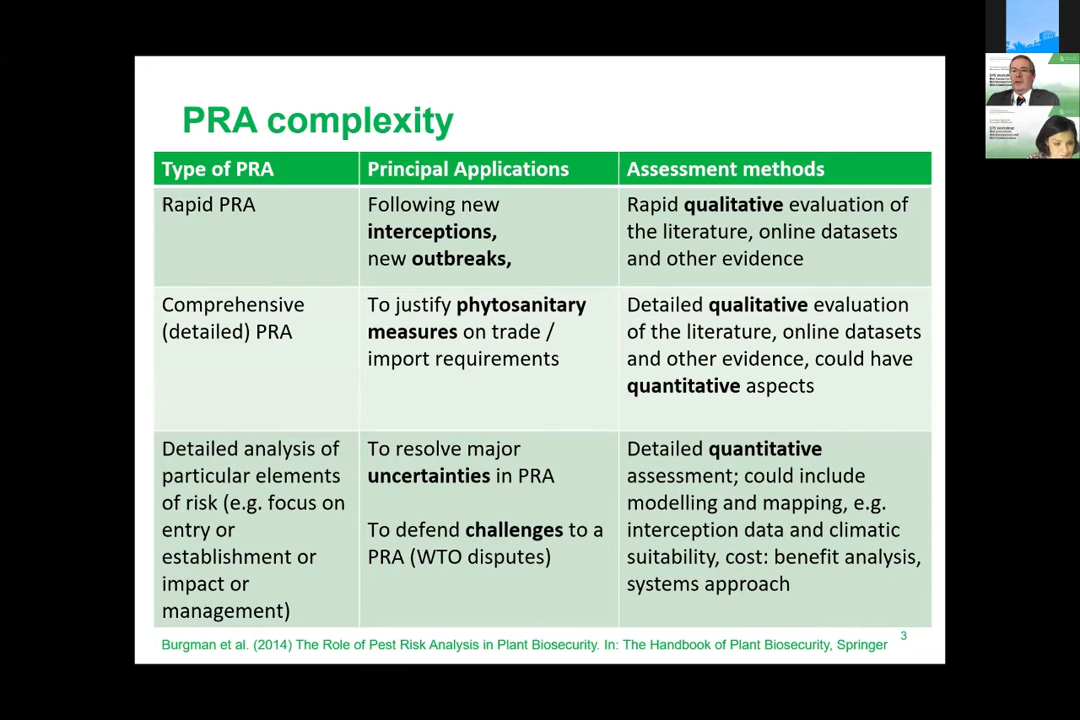 PRA complexity
Type of PRA
Principal Applications
Assessment methods
Rapid PRA
Following new
interceptions,
new outbreaks,
Rapid qualitative evaluation of
the literature, online datasets
and other evidence
Comprehensive
(detailed) PRA
To justify phytosanitary
measures on trade /
import requirements
Detailed qualitative evaluation
of the literature, online datasets
and other evidence, could have
quantitative aspects
Detailed analysis of
particular elements
of risk (e.g. focus on
entry or
establishment or
impact or
management)
To resolve major
uncertainties in PRA
To defend challenges to a
PRA (WTO disputes)
Detailed quantitative
assessment; could include
modelling and mapping, e.g.
interception data and climatic
suitability, cost: benefit analysis,
systems approach
3
Burgman et al. (2014) The Role of Pest Risk Analysis in Plant Biosecurity. In: The Handbook of Plant Biosecurity, Springer